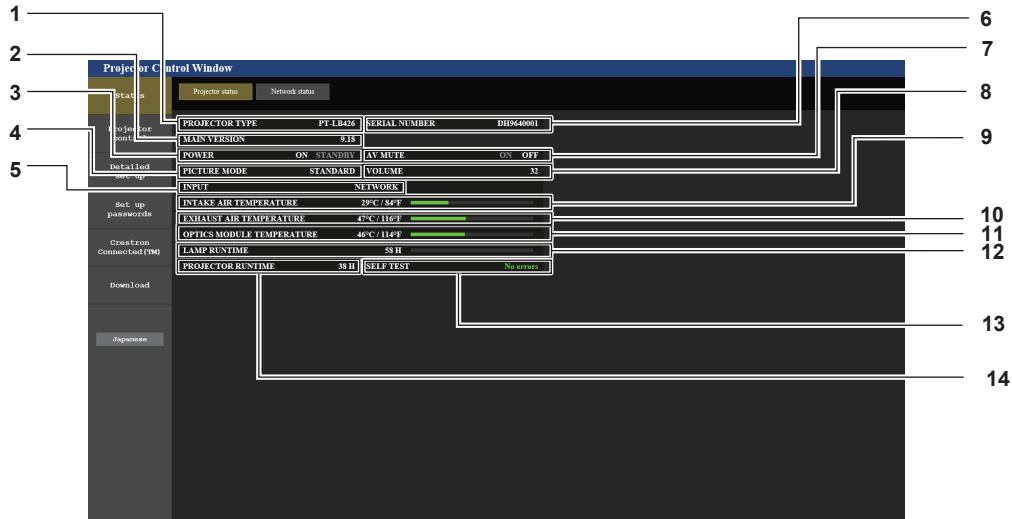 1
2
3
4
5
6
7
8
9
10
11
12
13
14
Projector Control Window
Status
Projector control
Detailed set up
Set up passwords
Crestron Connected(TM)
Download
Japanese
Projector status Network status
PROJECTOR TYPE PT-LB426 SERIAL NUMBER DH9640001
MAIN VERSION 9.18
POWER ON STANDBY AV MUTE ON OFF
PICTURE MODE STANDARD VOLUME 32
INPUT NETWORK
INTAKE AIR TEMPERATURE 29°C / 84°F
EXHAUST AIR TEMPERATURE 47°C / 116°F
OPTICS MODULE TEMPERATURE 46°C / 114°F
LAMP RUNTIME 58 H
PROJECTOR RUNTIME 38 H SELF TEST No errors